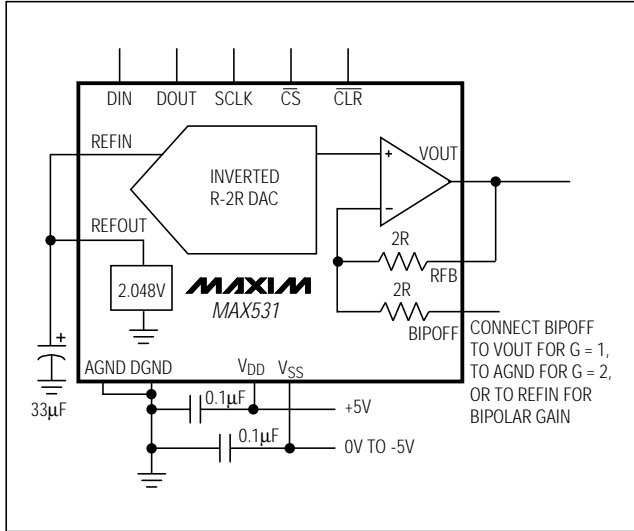 DIN DOUT SCLK CS CLR
REFIN
INVERTED
R-2R DAC
+
VOUT
−
REFOUT
2R
RFB
2.048V
MAXIM
MAX531
2R
BIPOFF
CONNECT BIPOFF
TO VOUT FOR G = 1,
TO AGND FOR G = 2,
OR TO REFIN FOR
BIPOLAR GAIN
+
33µF
AGND DGND VDD VSS
0.1µF
+5V
0.1µF
0V TO -5V